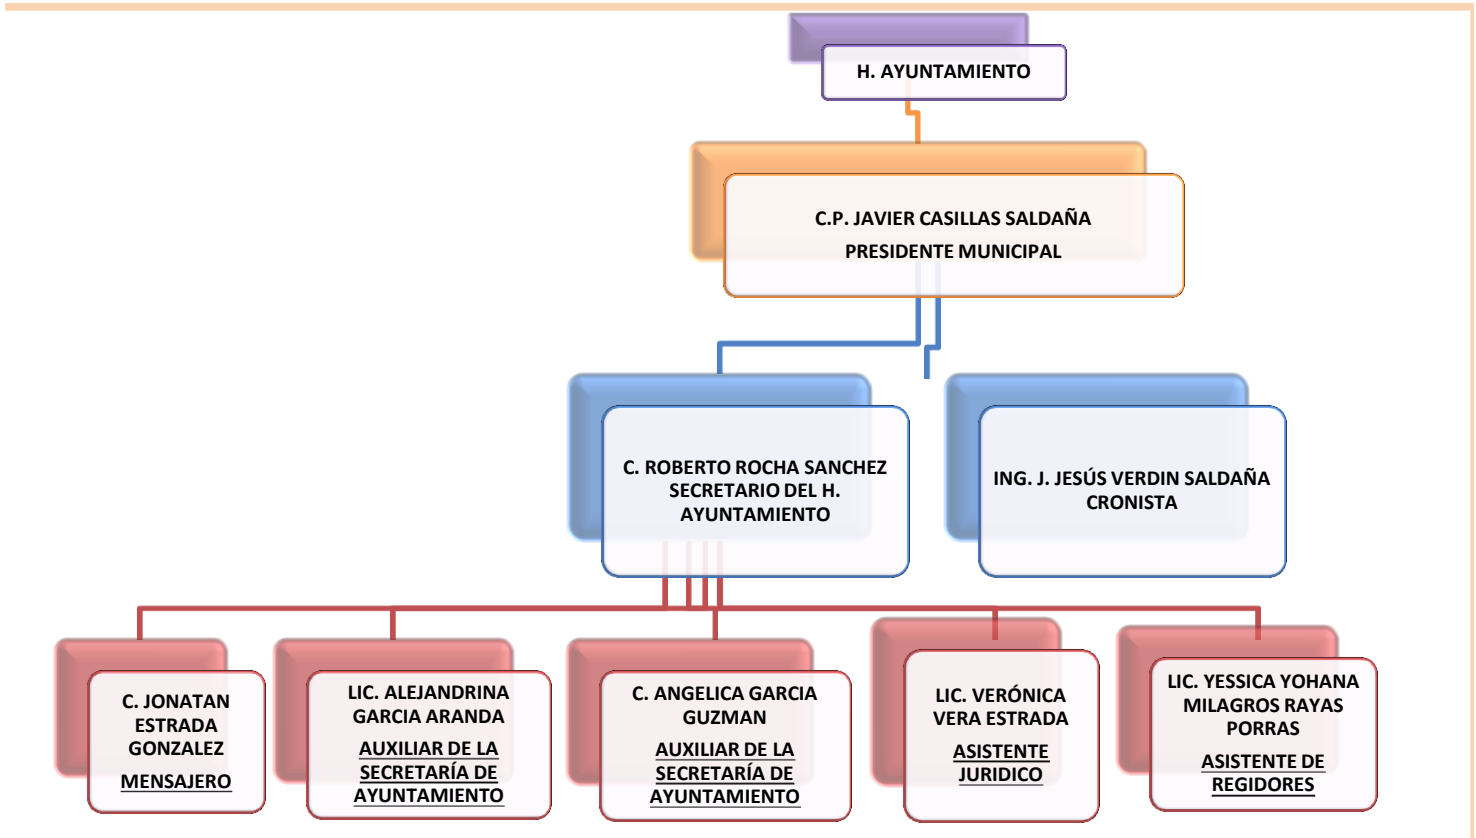 H. AYUNTAMIENTO
C.P. JAVIER CASILLAS SALDAÑA
PRESIDENTE MUNICIPAL
C. ROBERTO ROCHA SANCHEZ
SECRETARIO DEL H.
AYUNTAMIENTO
ING. J. JESÚS VERDIN SALDAÑA
CRONISTA
C. JONATAN
ESTRADA
GONZALEZ
MENSAJERO
LIC. ALEJANDRINA
GARCIA ARANDA
AUXILIAR DE LA
SECRETARÍA DE
AYUNTAMIENTO
C. ANGELICA GARCIA
GUZMAN
AUXILIAR DE LA
SECRETARÍA DE
AYUNTAMIENTO
LIC. VERÓNICA
VERA ESTRADA
ASISTENTE
JURIDICO
LIC. YESSICA YOHANA
MILAGROS RAYAS
PORRAS
ASISTENTE DE
REGIDORES